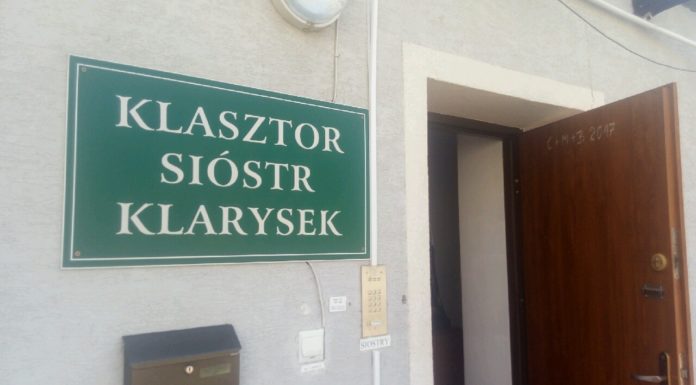 KLASZTOR
SIÓSTR
KLARYSEK
C+M+B 2017
SIOSTRY